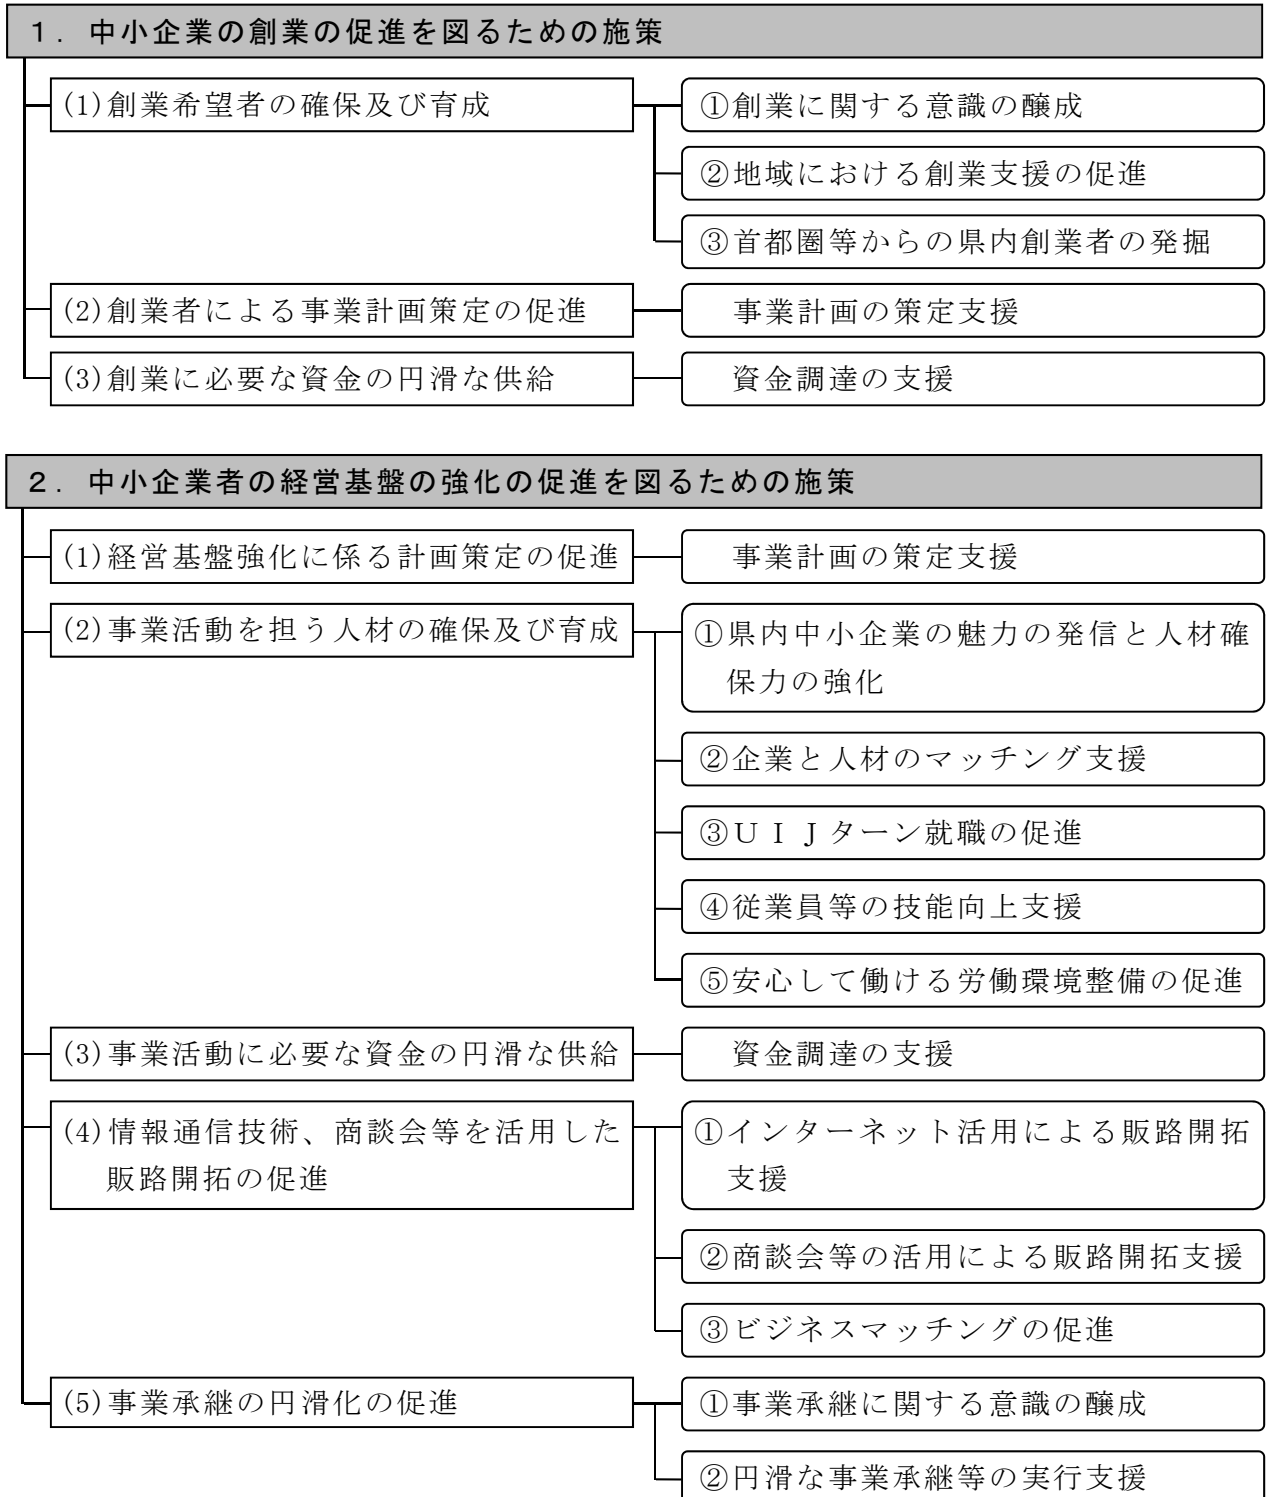 １．中小企業の創業の促進を図るための施策
(1)創業希望者の確保及び育成
①創業に関する意識の醸成
②地域における創業支援の促進
③首都圏等からの県内創業者の発掘
(2)創業者による事業計画策定の促進
事業計画の策定支援
(3)創業に必要な資金の円滑な供給
資金調達の支援
２．中小企業者の経営基盤の強化の促進を図るための施策
(1)経営基盤強化に係る計画策定の促進
事業計画の策定支援
(2)事業活動を担う人材の確保及び育成
①県内中小企業の魅力の発信と人材確
保力の強化
②企業と人材のマッチング支援
③ＵＩＪターン就職の促進
④従業員等の技能向上支援
⑤安心して働ける労働環境整備の促進
(3)事業活動に必要な資金の円滑な供給
資金調達の支援
(4)情報通信技術、商談会等を活用した
販路開拓の促進
①インターネット活用による販路開拓
支援
②商談会等の活用による販路開拓支援
③ビジネスマッチングの促進
(5)事業承継の円滑化の促進
①事業承継に関する意識の醸成
②円滑な事業承継等の実行支援